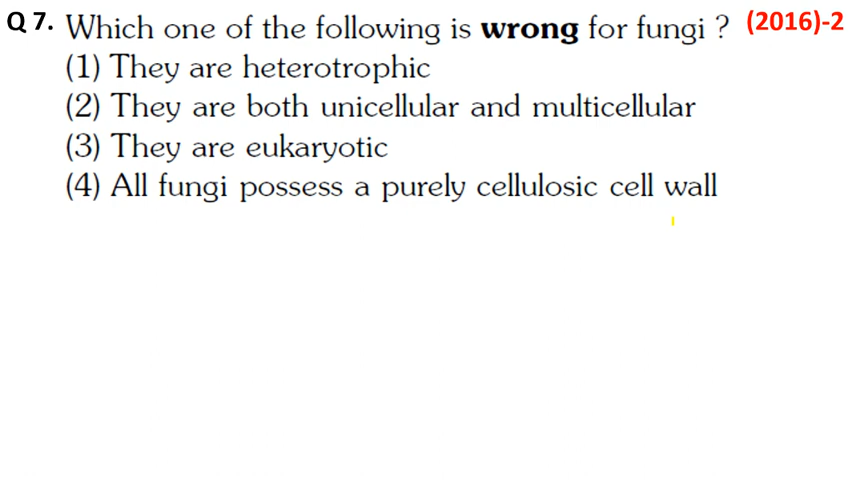 Q 7. Which one of the following is wrong for fungi ? (2016)-2
(1) They are heterotrophic
(2) They are both unicellular and multicellular
(3) They are eukaryotic
(4) All fungi possess a purely cellulosic cell wall